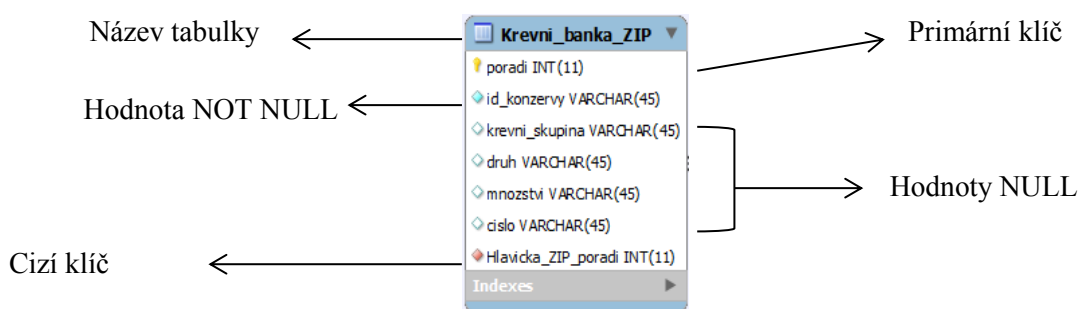 Název tabulky
Krevni_banka_ZIP
Primární klíč
poradi INT(11)
Hodnota NOT NULL
id_konzervy VARCHAR(45)
krevni_skupina VARCHAR(45)
druh VARCHAR(45)
mnozstvi VARCHAR(45)
Hodnoty NULL
cislo VARCHAR(45)
Cizí klíč
Hlavicka_ZIP_poradi INT(11)
Indexes